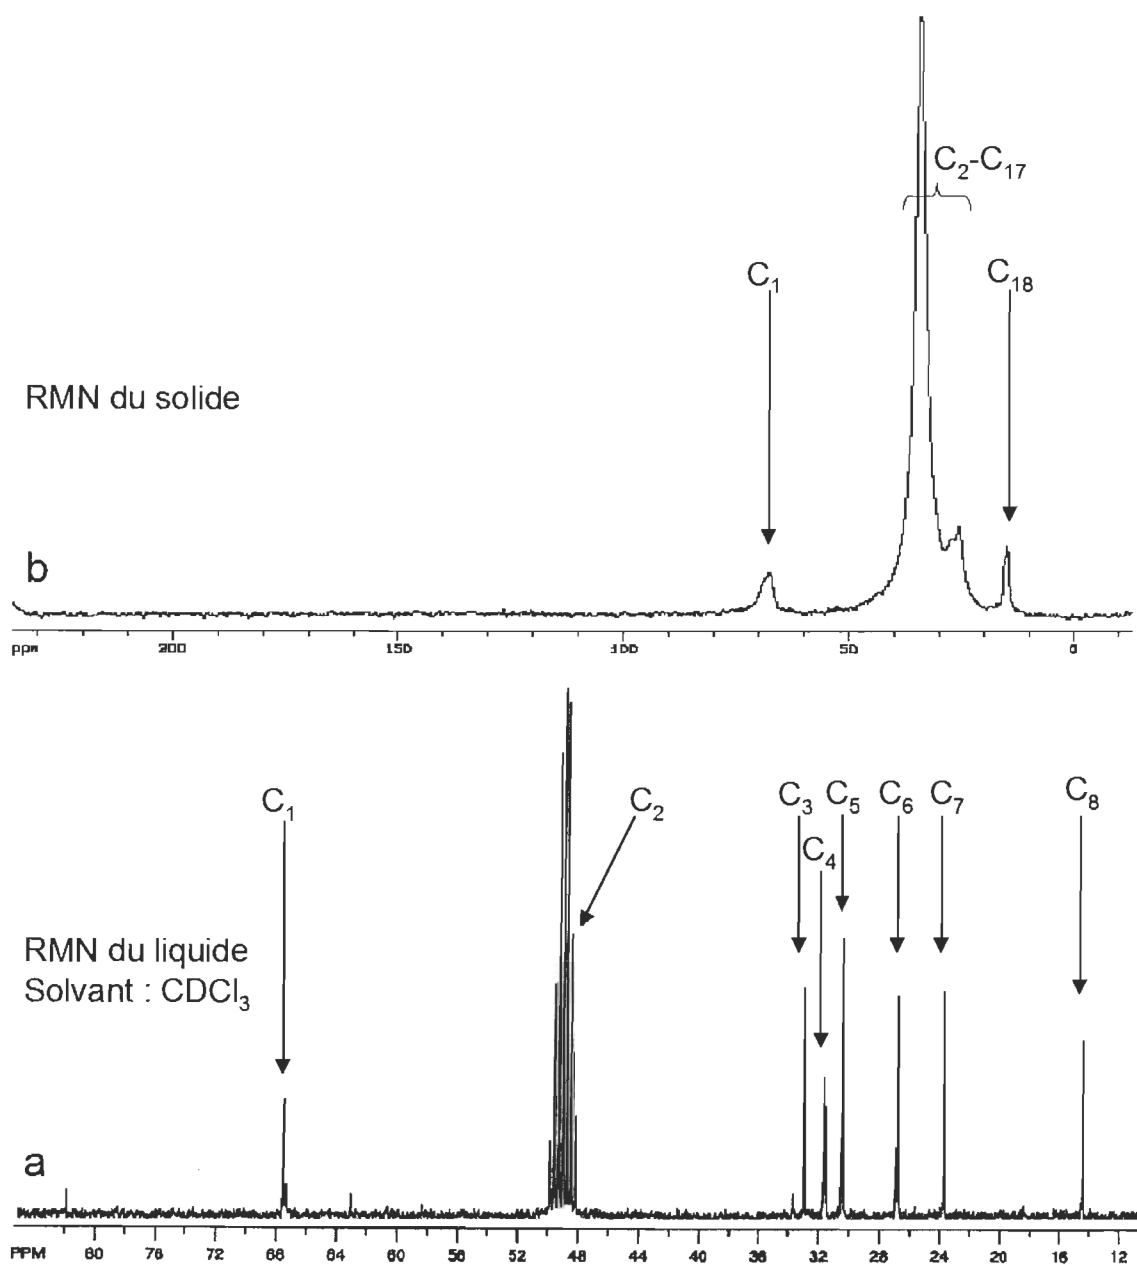 C₂-C₁₇
C₁
C₁₈
RMN du solide
b
ppm 200 150 100 50 0
C₁
C₂
C₃
C₅
C₆
C₇
C₈
C₄
RMN du liquide
Solvant : CDCl₃
a
PPM 80 76 72 68 64 60 56 52 48 44 40 36 32 28 24 20 16 12